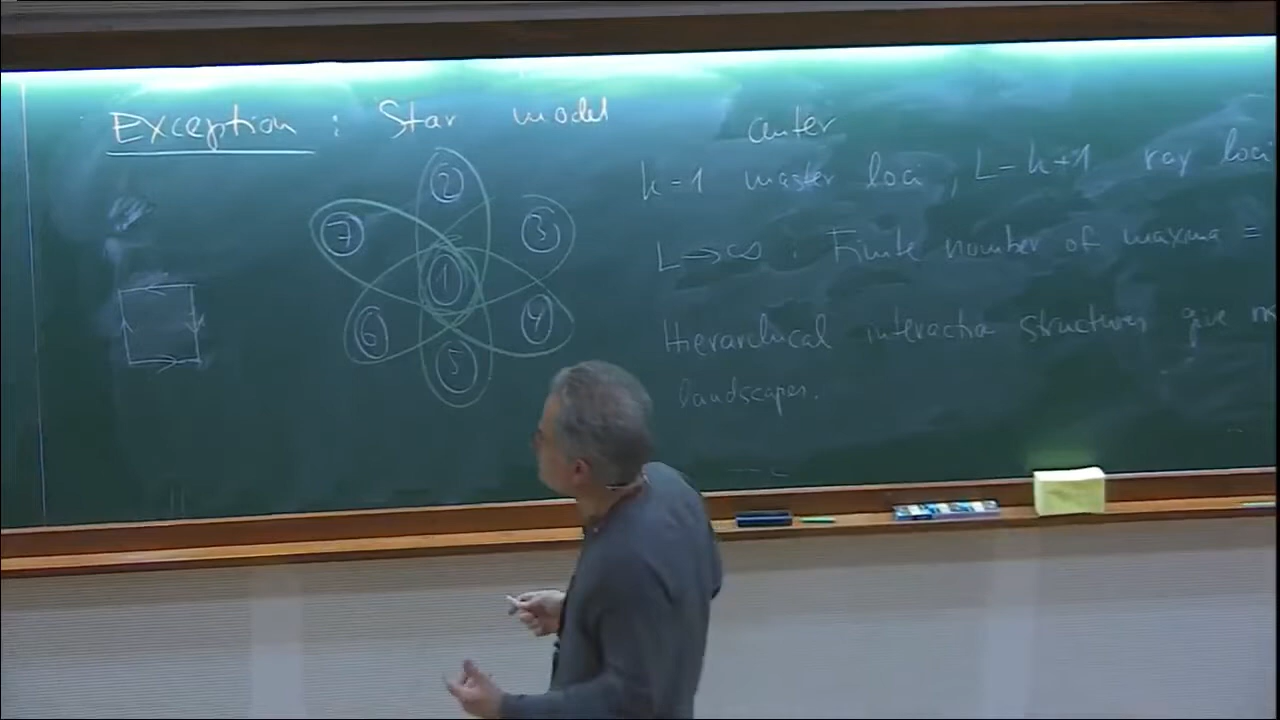 Exception : Star model
center
k-1 master loci, L-k+1 ray loci
L→∞ : Finite number of maxima =
Hierarchical interaction structures give
landscapes.
2
7
3
1
6
4
5